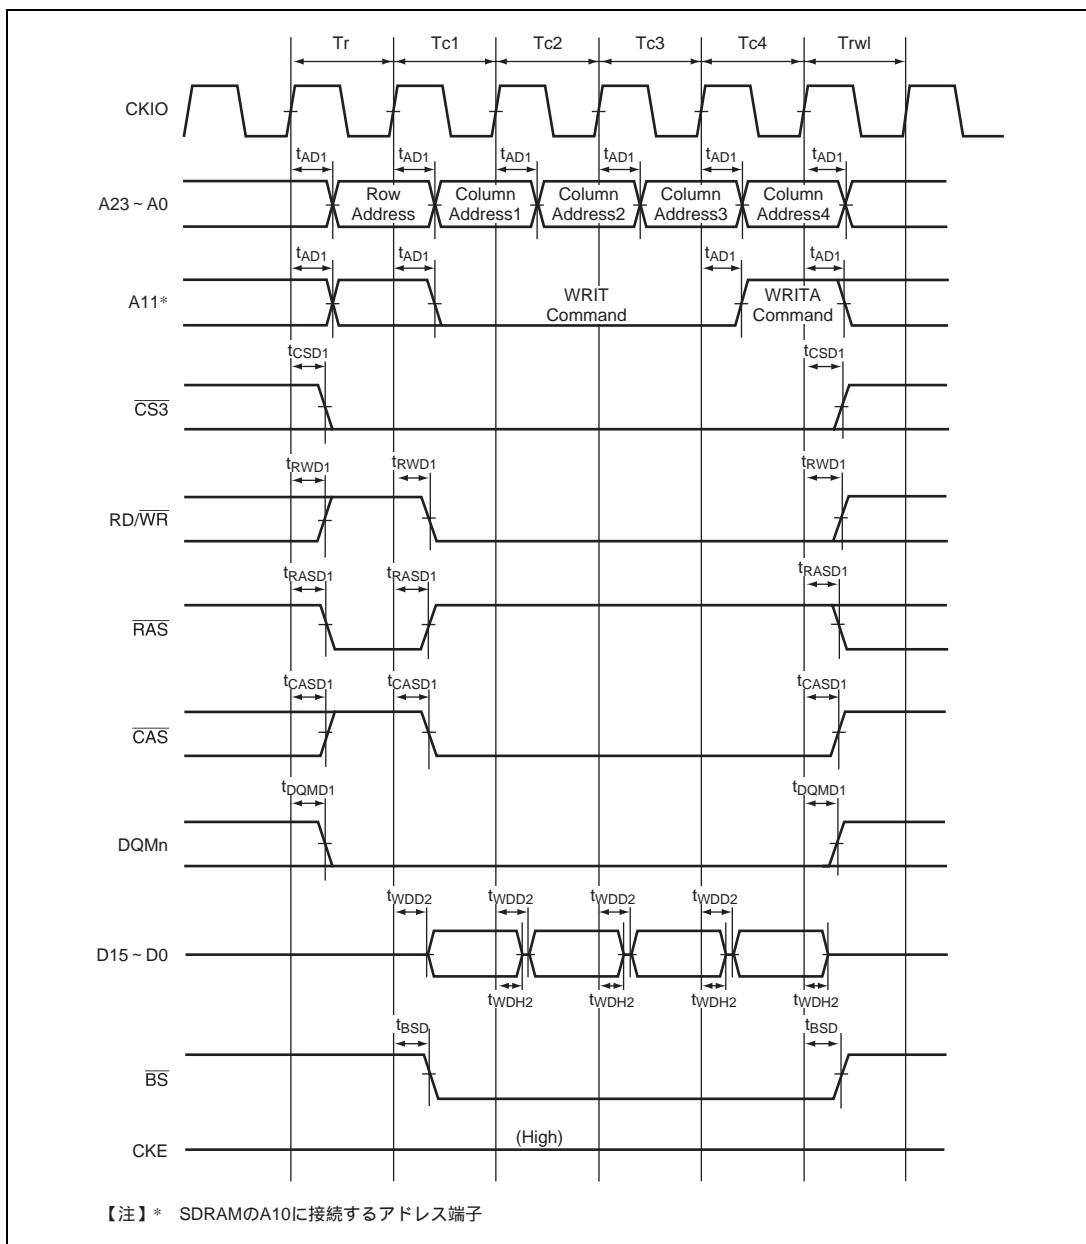 Tr Tc1 Tc2 Tc3 Tc4 Trwl
CKIO
tAD1 tAD1 tAD1 tAD1 tAD1 tAD1
A23 ~ A0
Row Address
Column Address1
Column Address2
Column Address3
Column Address4
tAD1 tAD1 tAD1 tAD1
A11*
WRIT Command
WRITA Command
tCSD1 tCSD1
CS3
tRWD1 tRWD1 tRWD1
RD/WR
tRASD1 tRASD1 tRASD1
RAS
tCASD1 tCASD1 tCASD1
CAS
tDQMD1 tDQMD1
DQMn
tWDD2 tWDD2 tWDD2 tWDD2
D15 ~ D0
tWDH2 tWDH2 tWDH2 tWDH2
tBSD tBSD
BS
(High)
CKE
【注】* SDRAMのA10に接続するアドレス端子